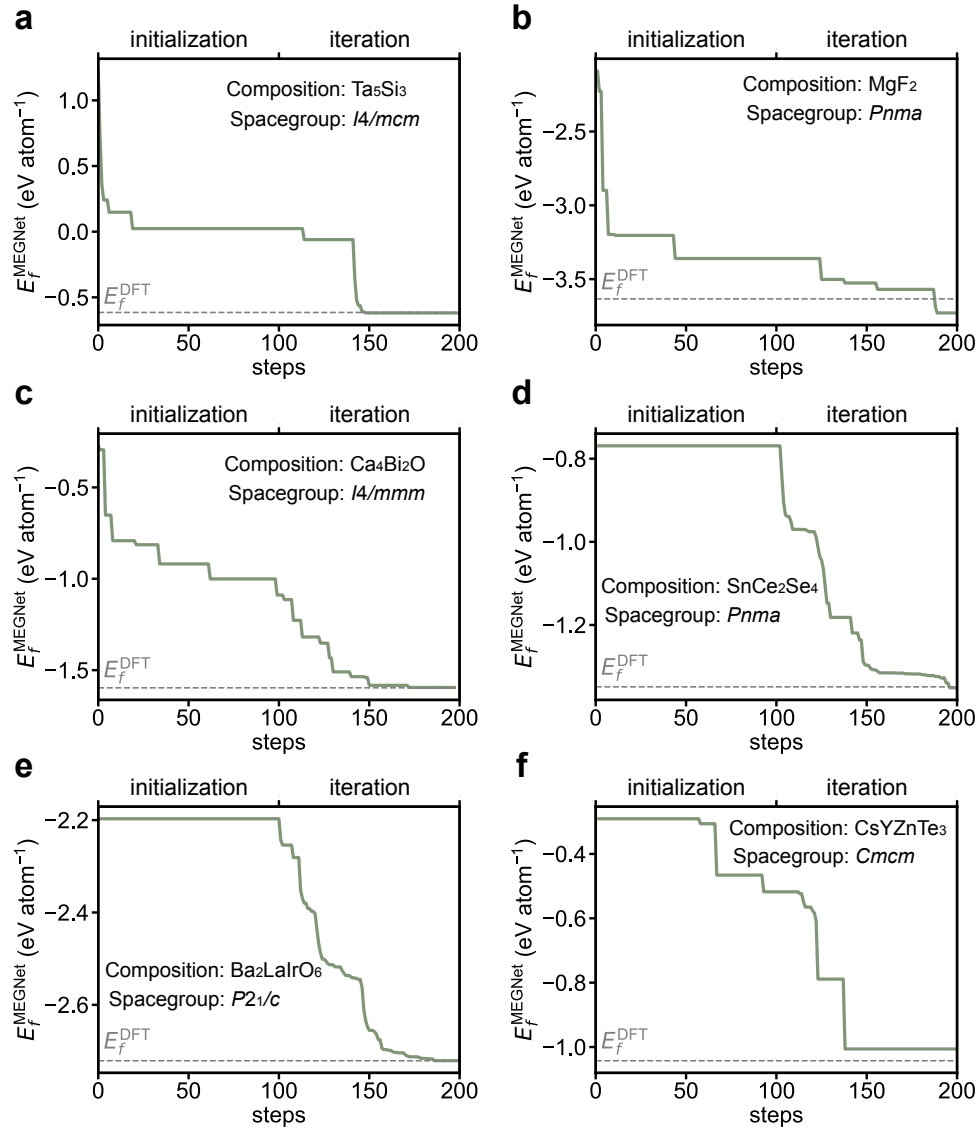 a
initialization iteration
Composition: Ta₅Si₃
Spacegroup: I4/mcm
1.0
0.5
0.0
−0.5
E_f^MEGNet (eV atom⁻¹)
E_f^DFT
0 50 100 150 200
steps
b
initialization iteration
Composition: MgF₂
Spacegroup: Pnma
−2.5
−3.0
−3.5
E_f^MEGNet (eV atom⁻¹)
E_f^DFT
0 50 100 150 200
steps
c
initialization iteration
Composition: Ca₄Bi₂O
Spacegroup: I4/mmm
−0.5
−1.0
−1.5
E_f^MEGNet (eV atom⁻¹)
E_f^DFT
0 50 100 150 200
steps
d
initialization iteration
−0.8
−1.0
−1.2
E_f^MEGNet (eV atom⁻¹)
Composition: SnCe₂Se₄
Spacegroup: Pnma
E_f^DFT
0 50 100 150 200
steps
e
initialization iteration
−2.2
−2.4
−2.6
E_f^MEGNet (eV atom⁻¹)
Composition: Ba₂LaIrO₆
Spacegroup: P2₁/c
E_f^DFT
0 50 100 150 200
steps
f
initialization iteration
Composition: CsYZnTe₃
Spacegroup: Cmcm
−0.4
−0.6
−0.8
−1.0
E_f^MEGNet (eV atom⁻¹)
E_f^DFT
0 50 100 150 200
steps